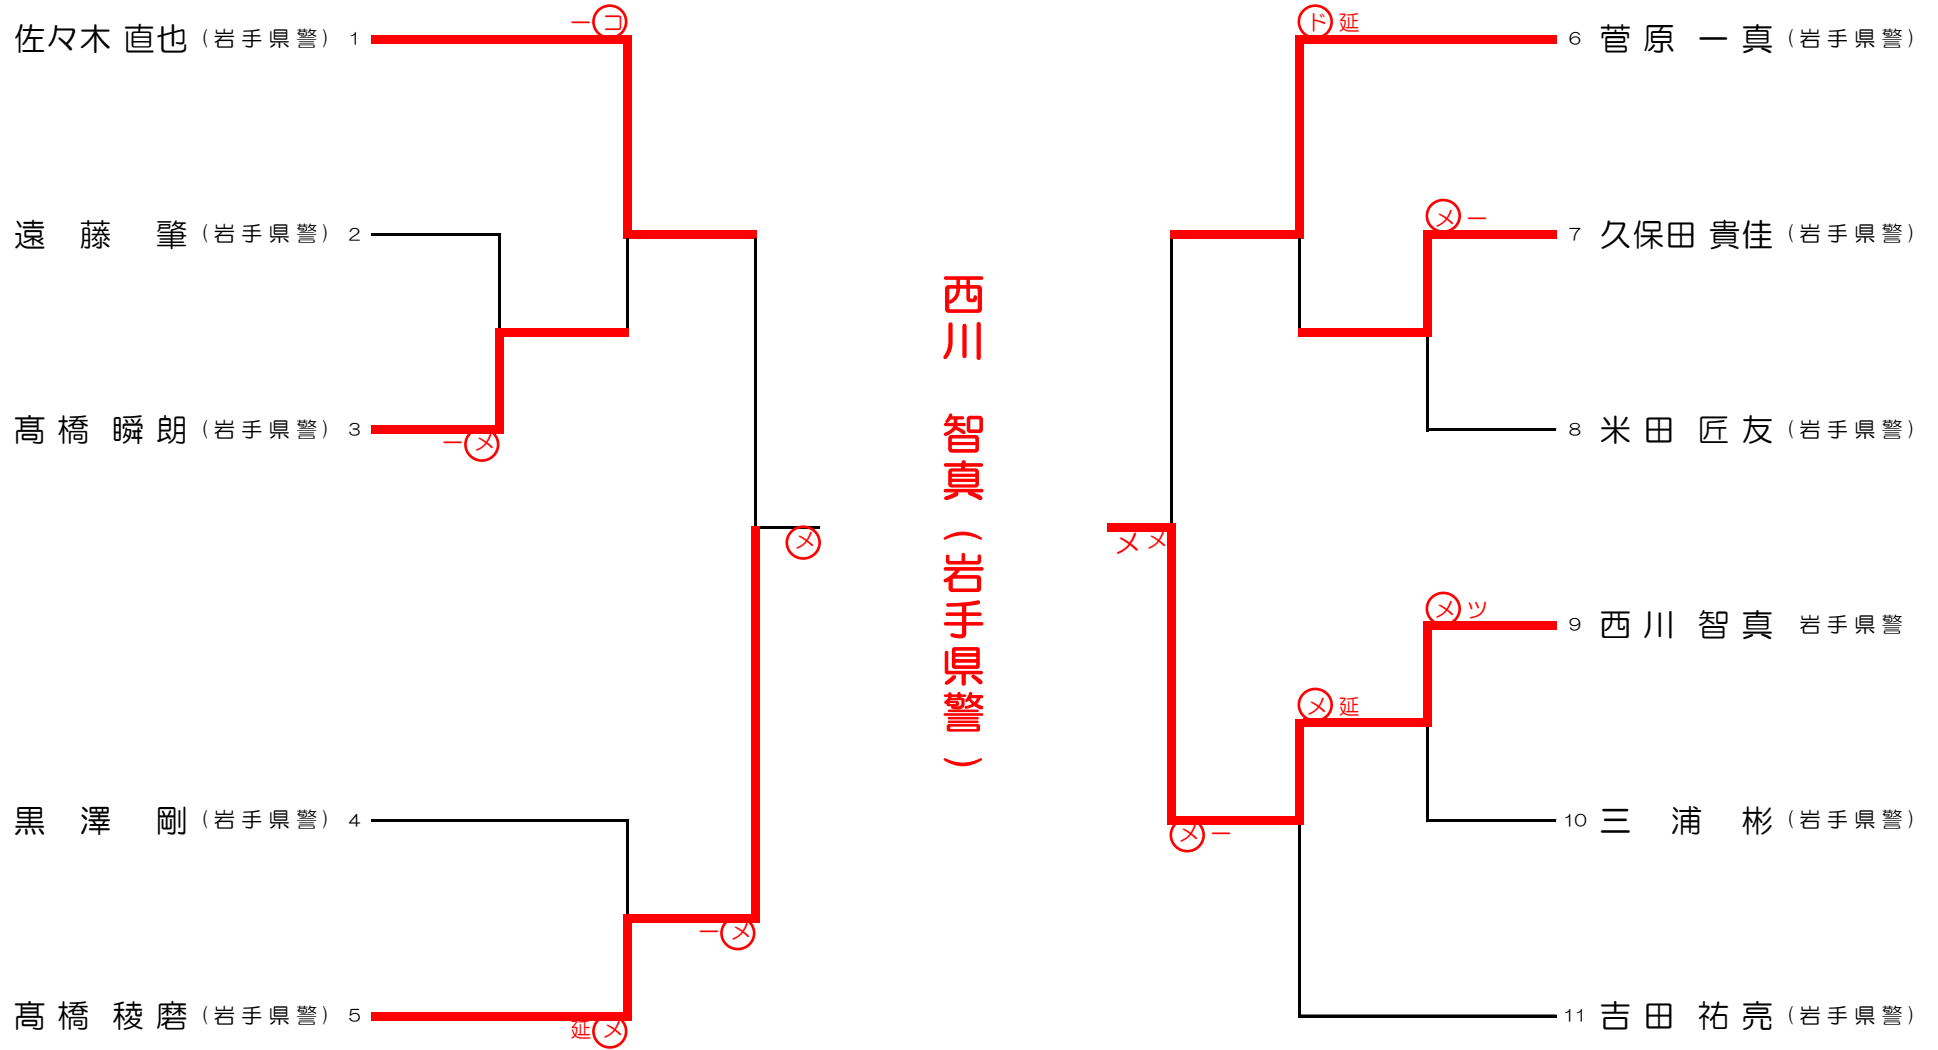 ㋙
ー
佐々木 直也 (岩手県警) 1
遠 藤 肇 (岩手県警) 2
髙橋 瞬朗 (岩手県警) 3
ー㋱
黒 澤 剛 (岩手県警) 4
ー㋱
髙橋 稜磨 (岩手県警) 5
延㋱
㋱
西川 智真(岩手県警)
メメ
㋣゙延
6 菅原 一真 (岩手県警)
㋱ー
7 久保田 貴佳 (岩手県警)
8 米田 匠友 (岩手県警)
㋱ツ
9 西川 智真 岩手県警
㋱延
10 三 浦 彬 (岩手県警)
㋱ー
11 吉田 祐亮 (岩手県警)